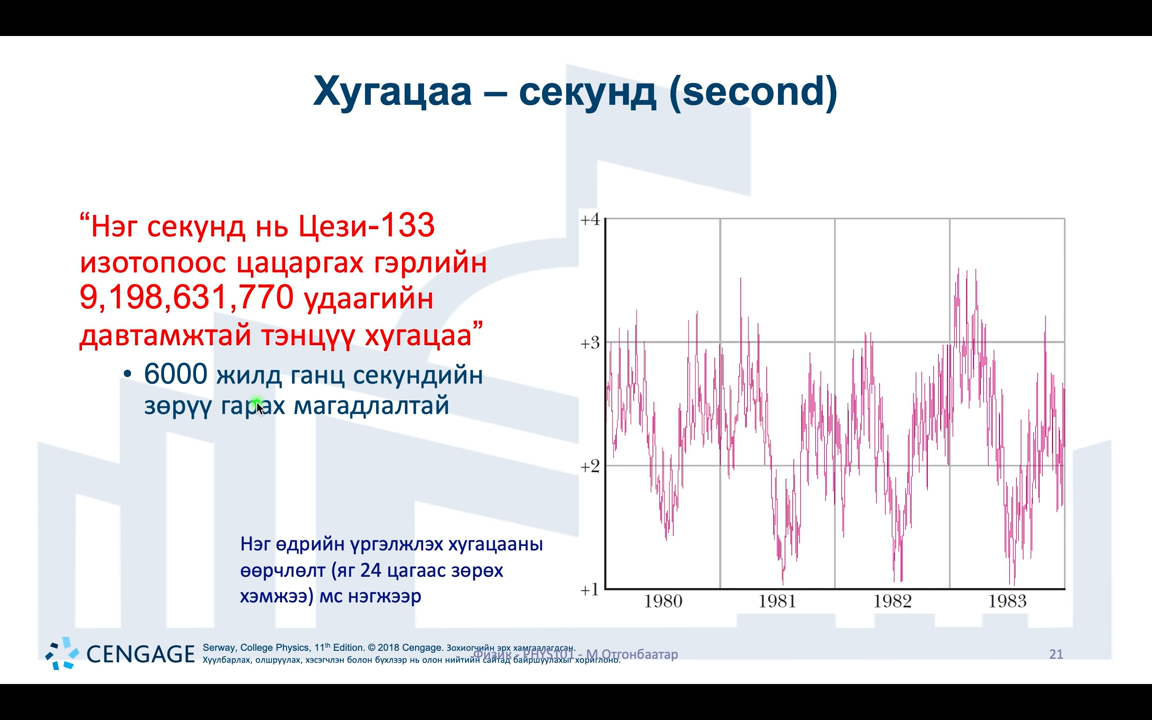 Хугацаа – секунд (second)
“Нэг секунд нь Цези-133
изотопоос цацаргах гэрлийн
9,198,631,770 удаагийн
давтамжтай тэнцүү хугацаа”
• 6000 жилд ганц секундийн
зөрүү гарах магадлалтай
Нэг өдрийн үргэлжлэх хугацааны
өөрчлөлт (яг 24 цагаас зөрөх
хэмжээ) мс нэгжээр
+4
+3
+2
+1
1980 1981 1982 1983
CENGAGE
Serway, College Physics, 11th Edition. © 2018 Cengage. Зохиогчийн эрх хамгаалагдсан.
Хуулбарлах, олшруулах, хэсэгчлэн болон бүхлээр нь олон нийтийн сайтад байршуулахыг хориглоно.
Физик - PHYS101 - М.Отгонбаатар
21